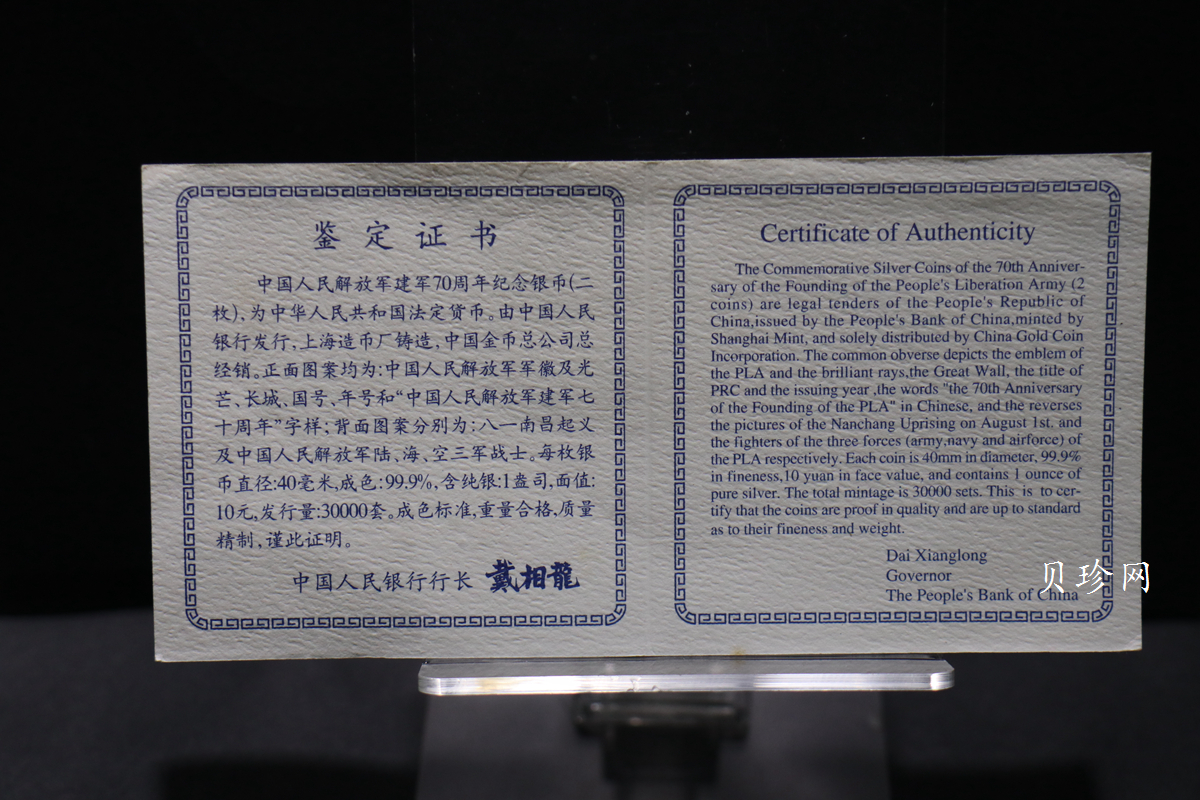 鉴定证书
中国人民解放军建军70周年纪念银币(二
枚),为中华人民共和国法定货币。由中国人民
银行发行,上海造币厂铸造,中国金币总公司总
经销。正面图案均为:中国人民解放军军徽及光
芒、长城、国号、年号和“中国人民解放军建军七
十周年”字样;背面图案分别为:八一南昌起义
及中国人民解放军陆、海、空三军战士。每枚银
币直径:40毫米,成色:99.9%,含纯银:1盎司,面值:
10元,发行量:30000套。成色标准,重量合格,质量
精制,谨此证明。
中国人民银行行长 戴相龍
Certificate of Authenticity
The Commemorative Silver Coins of the 70th Anniver-
sary of the Founding of the People's Liberation Army (2
coins) are legal tenders of the People's Republic of
China,issued by the People's Bank of China,minted by
Shanghai Mint, and solely distributed by China Gold Coin
Incorporation. The common obverse depicts the emblem of
the PLA and the brilliant rays,the Great Wall, the title of
PRC and the issuing year ,the words "the 70th Anniversary
of the Founding of the PLA" in Chinese, and the reverses
the pictures of the Nanchang Uprising on August 1st, and
the fighters of the three forces (army,navy and airforce) of
the PLA respectively. Each coin is 40mm in diameter, 99.9%
in fineness,10 yuan in face value, and contains 1 ounce of
pure silver. The total mintage is 30000 sets. This is to cer-
tify that the coins are proof in quality and are up to standard
as to their fineness and weight.
Dai Xianglong
Governor
The People's Bank of China
贝珍网